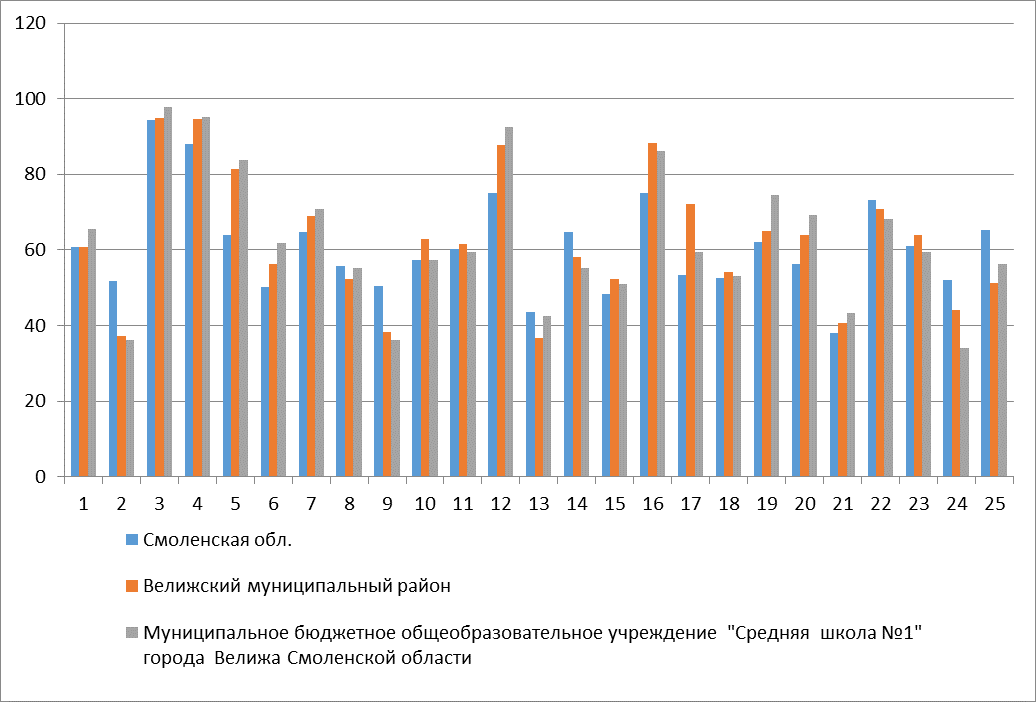 120
100
80
60
40
20
0
1 2 3 4 5 6 7 8 9 10 11 12 13 14 15 16 17 18 19 20 21 22 23 24 25
Смоленская обл.
Велижский муниципальный район
Муниципальное бюджетное общеобразовательное учреждение "Средняя школа №1"
города Велижа Смоленской области